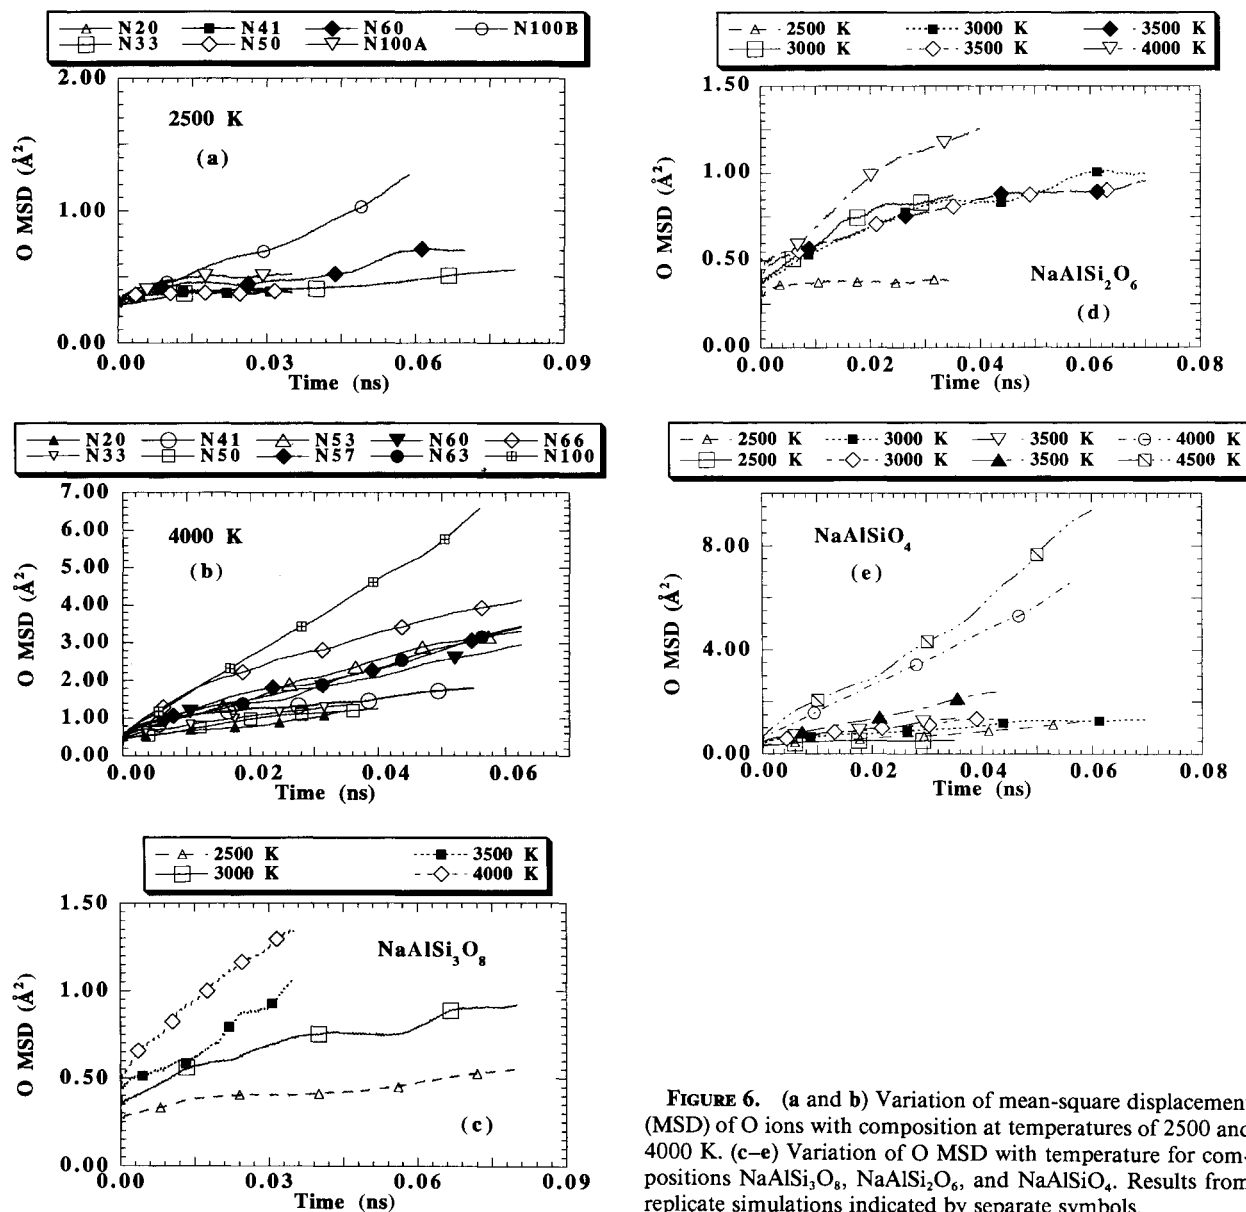 N20 N41 N60 N100B
N33 N50 N100A
2.00
1.00
0.00
O MSD (Å²)
2500 K
(a)
0.00 0.03 0.06 0.09
Time (ns)
N20 N41 N53 N60 N66
N33 N50 N57 N63 N100
7.00
6.00
5.00
4.00
3.00
2.00
1.00
0.00
O MSD (Å²)
4000 K
(b)
0.00 0.02 0.04 0.06
Time (ns)
2500 K 3500 K
3000 K 4000 K
1.50
1.00
0.50
0.00
O MSD (Å²)
NaAlSi₃O₈
(c)
0.00 0.03 0.06 0.09
Time (ns)
2500 K 3000 K 3500 K
3000 K 3500 K 4000 K
1.50
1.00
0.50
0.00
O MSD (Å²)
NaAlSi₂O₆
(d)
0.00 0.02 0.04 0.06 0.08
Time (ns)
2500 K 3000 K 3500 K 4000 K
2500 K 3000 K 3500 K 4500 K
8.00
4.00
0.00
O MSD (Å²)
NaAlSiO₄
(e)
0.00 0.02 0.04 0.06 0.08
Time (ns)
FIGURE 6. (a and b) Variation of mean-square displacement
(MSD) of O ions with composition at temperatures of 2500 and
4000 K. (c–e) Variation of O MSD with temperature for com-
positions NaAlSi₃O₈, NaAlSi₂O₆, and NaAlSiO₄. Results from
replicate simulations indicated by separate symbols.